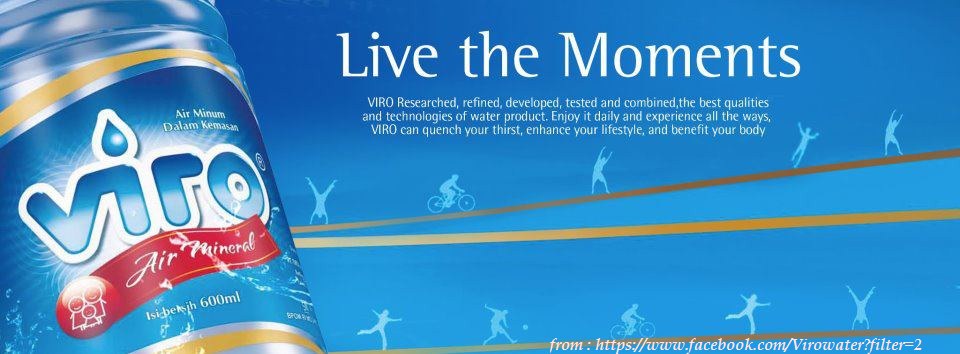 Live the Moments
VIRO Researched, refined, developed, tested and combined,the best qualities
and technologies of water product. Enjoy it daily and experience all the ways,
VIRO can quench your thirst, enhance your lifestyle, and benefit your body
Air Minum
Dalam Kemasan
viro®
Air Mineral
Isi bersih 600ml
from : https://www.facebook.com/Virowater?filter=2